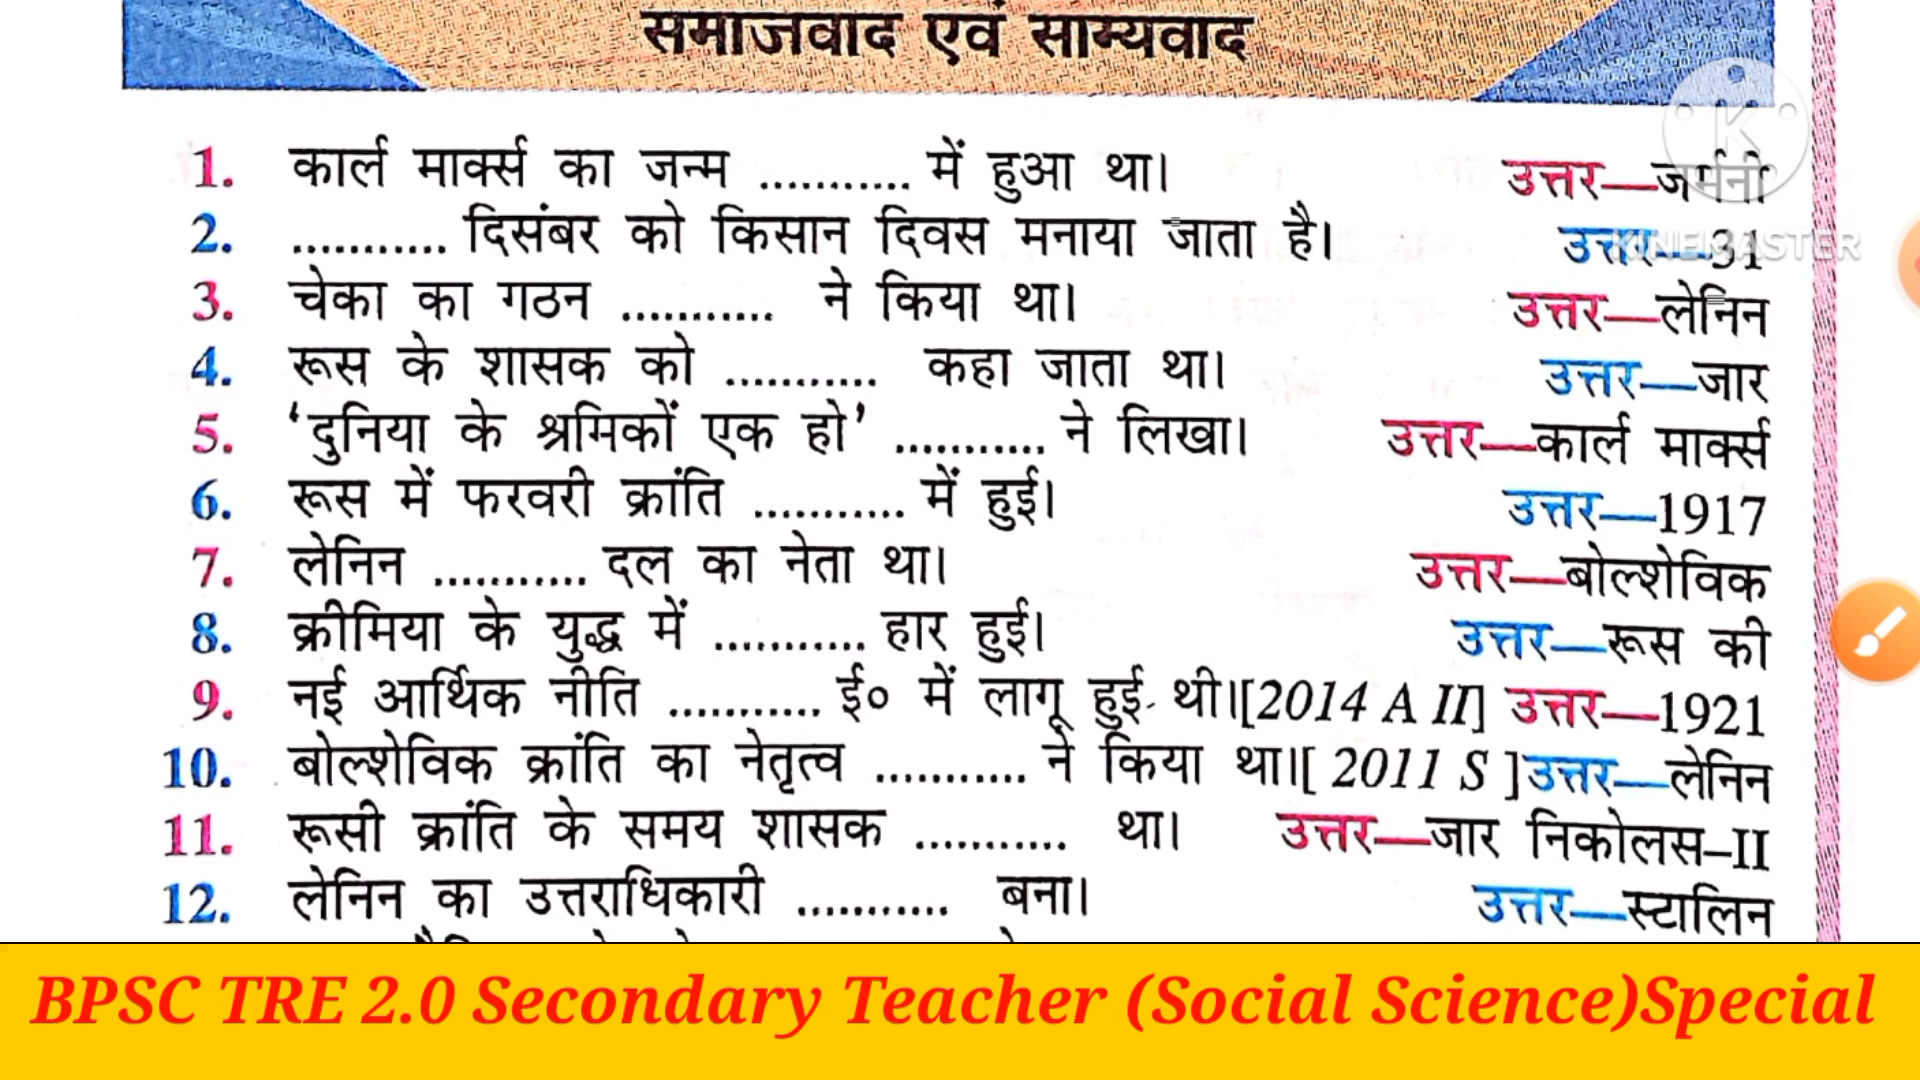 समाजवाद एवं साम्यवाद
1. कार्ल मार्क्स का जन्म ........... में हुआ था। उत्तर—जर्मनी
2. ........... दिसंबर को किसान दिवस मनाया जाता है। उत्तर—31
KINEMASTER
3. चेका का गठन ........... ने किया था। उत्तर—लेनिन
4. रूस के शासक को ........... कहा जाता था। उत्तर—जार
5. ‘दुनिया के श्रमिकों एक हो’ ........... ने लिखा। उत्तर—कार्ल मार्क्स
6. रूस में फरवरी क्रांति ........... में हुई। उत्तर—1917
7. लेनिन ........... दल का नेता था। उत्तर—बोल्शेविक
8. क्रीमिया के युद्ध में ........... हार हुई। उत्तर—रूस की
9. नई आर्थिक नीति ........... ई० में लागू हुई थी।[2014 A II] उत्तर—1921
10. बोल्शेविक क्रांति का नेतृत्व ........... ने किया था।[ 2011 S ] उत्तर—लेनिन
11. रूसी क्रांति के समय शासक ........... था। उत्तर—जार निकोलस–II
12. लेनिन का उत्तराधिकारी ........... बना। उत्तर—स्टालिन
BPSC TRE 2.0 Secondary Teacher (Social Science)Special